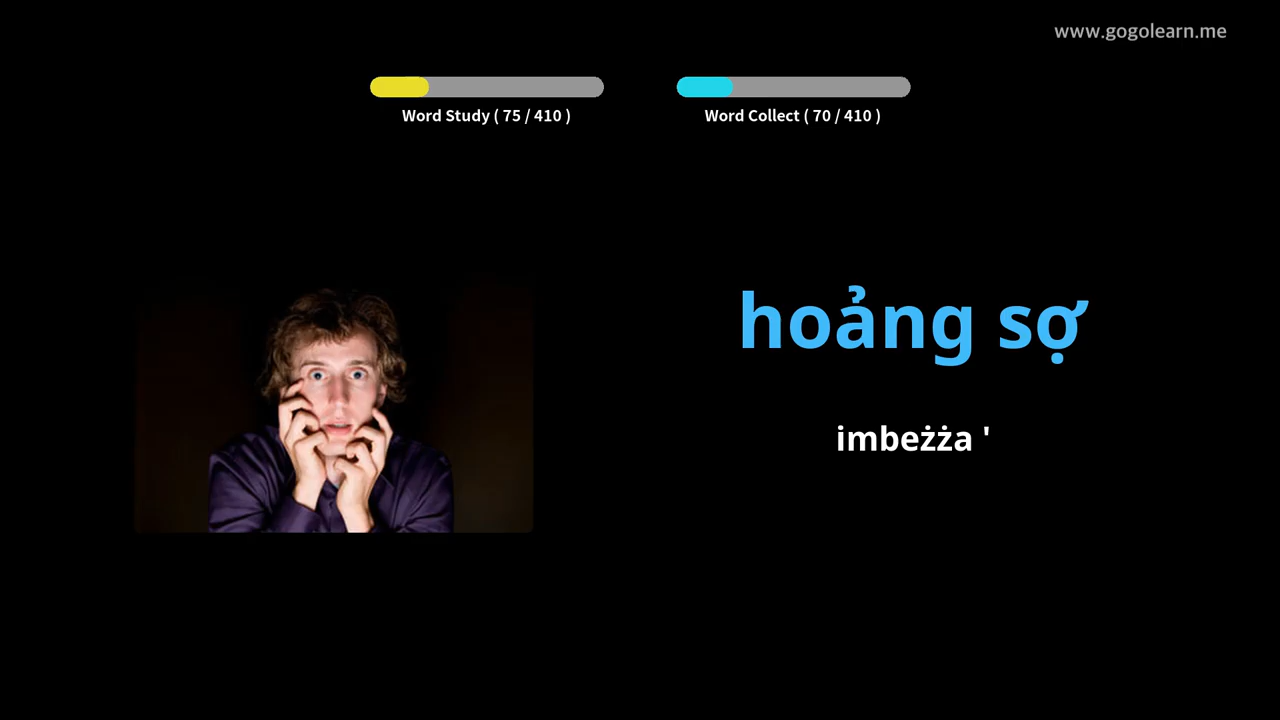 www.gogolearn.me
Word Study ( 75 / 410 )
Word Collect ( 70 / 410 )
hoảng sợ
imbeżża '